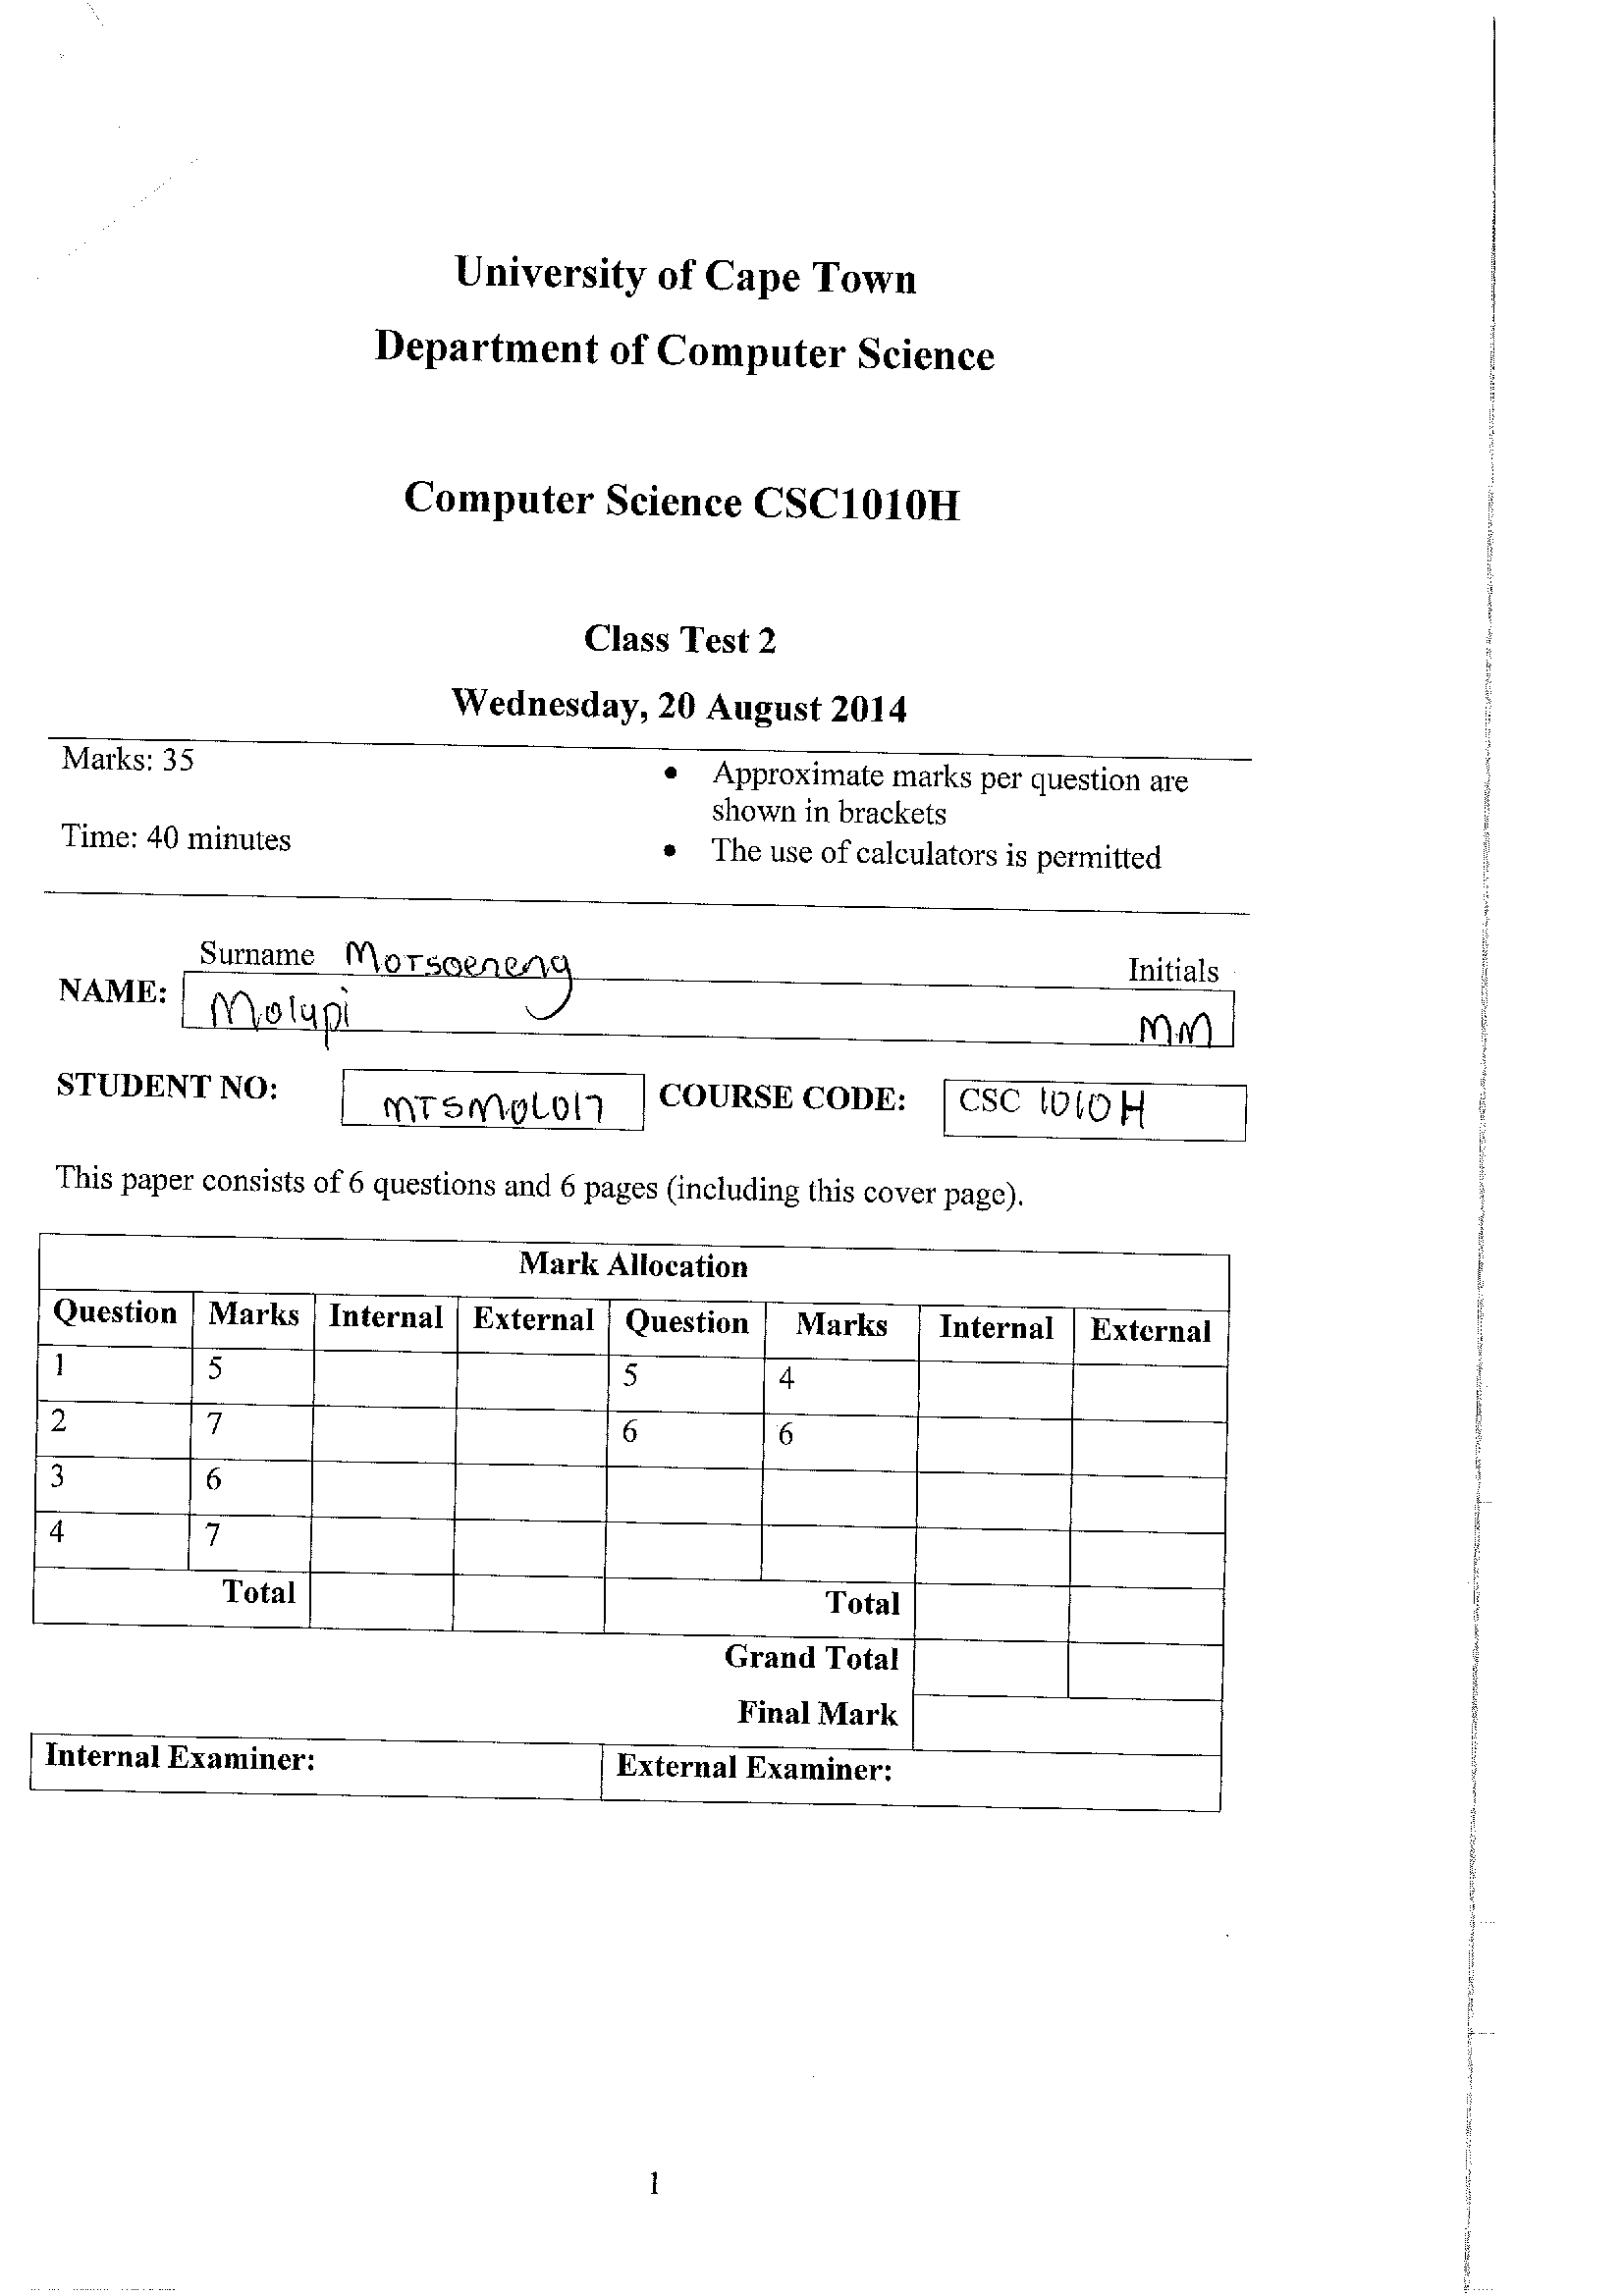 University of Cape Town
Department of Computer Science
Computer Science CSC1010H
Class Test 2
Wednesday, 20 August 2014
Marks: 35
Time: 40 minutes
• Approximate marks per question are
shown in brackets
• The use of calculators is permitted
Surname Motsoeneng Initials
NAME: Molupi MM
STUDENT NO: MTSMOL017 COURSE CODE: CSC 1010H
This paper consists of 6 questions and 6 pages (including this cover page).
Mark Allocation
Question Marks Internal External Question Marks Internal External
1 5 5 4
2 7 6 6
3 6
4 7
Total Total
Grand Total
Final Mark
Internal Examiner: External Examiner:
1